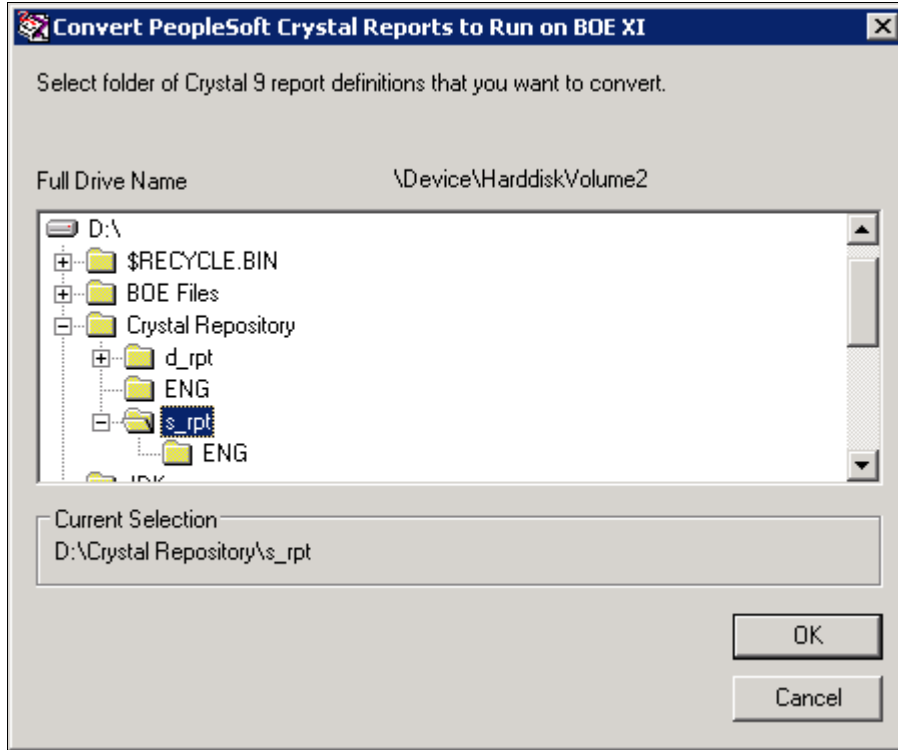 Convert PeopleSoft Crystal Reports to Run on BOE XI
Select folder of Crystal 9 report definitions that you want to convert.
Full Drive Name \Device\HarddiskVolume2
D:\
$RECYCLE.BIN
BOE Files
Crystal Repository
d_rpt
ENG
s_rpt
ENG
Current Selection
D:\Crystal Repository\s_rpt
OK
Cancel